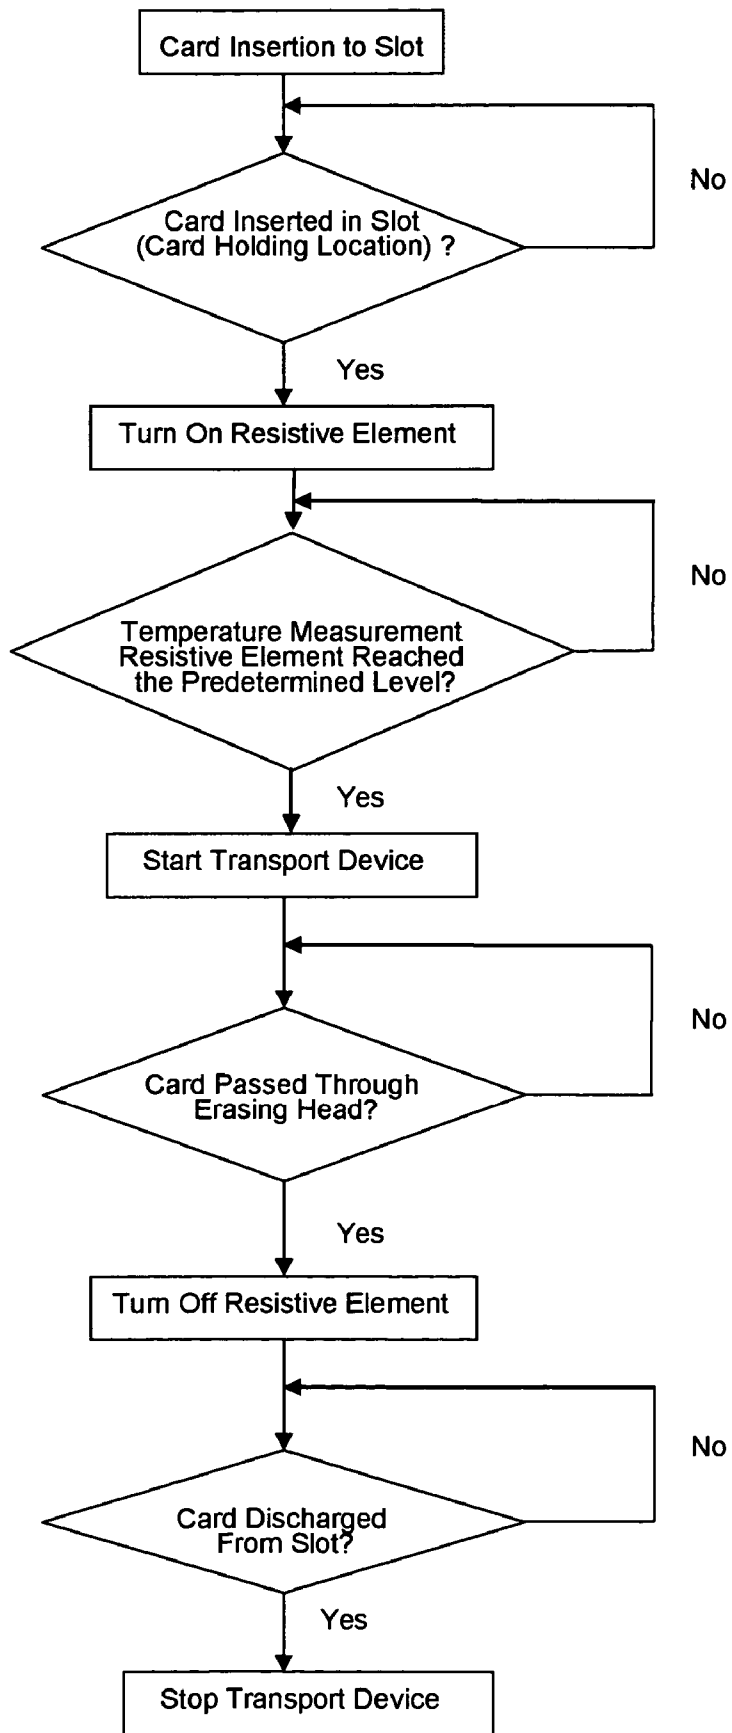 Card Insertion to Slot
No
Card Inserted in Slot
(Card Holding Location) ?
Yes
Turn On Resistive Element
No
Temperature Measurement
Resistive Element Reached
the Predetermined Level?
Yes
Start Transport Device
No
Card Passed Through
Erasing Head?
Yes
Turn Off Resistive Element
No
Card Discharged
From Slot?
Yes
Stop Transport Device